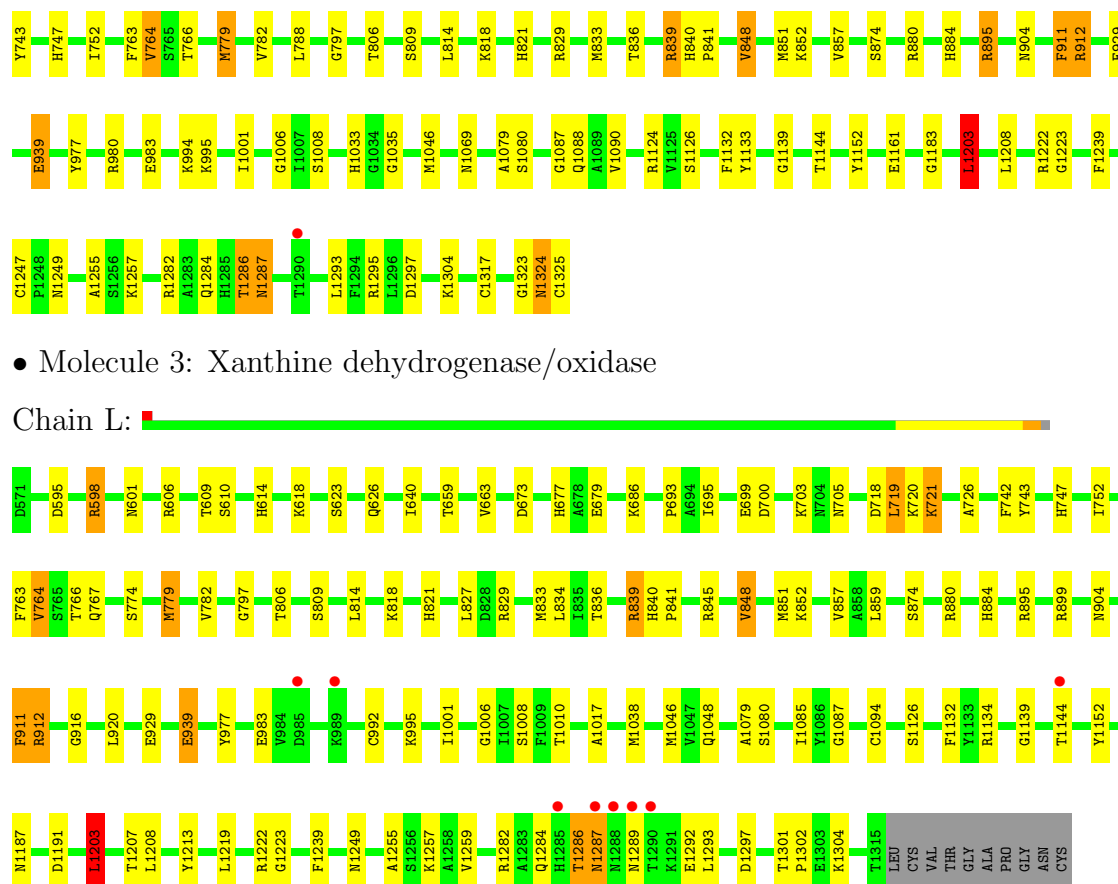 Y743 H747 I752 F763 V764 S765 T766 M779 V782 L788 G797 T806 S809 L814 K818 H821 R829 M833 T836 R839 H840 P841 V848 M851 K852 V857 S874 R880 H884 R895 N904 F911 R912
E939 Y977 R980 E983 K994 K995 I1001 G1006 I1007 S1008 H1033 G1034 G1035 M1046 N1069 A1079 S1080 G1087 Q1088 A1089 V1090 R1124 V1125 S1126 F1132 Y1133 G1139 T1144 Y1152 E1161 G1183 L1203 L1208 R1222 G1223 F1239
C1247 P1248 N1249 A1255 S1256 K1257 R1282 A1283 Q1284 H1285 T1286 N1287 T1290 L1293 F1294 R1295 L1296 D1297 K1304 C1317 G1323 N1324 C1325
• Molecule 3: Xanthine dehydrogenase/oxidase
Chain L:
D571 D595 R598 N601 R606 T609 S610 H614 K618 S623 Q626 I640 T659 V663 D673 H677 A678 E679 K686 P693 A694 I695 E699 D700 K703 N704 N705 D718 L719 K720 K721 A726 F742 Y743 H747 I752
F763 V764 S765 T766 Q767 S774 M779 V782 G797 T806 S809 L814 K818 H821 L827 D828 R829 M833 L834 I835 T836 R839 H840 P841 R845 V848 M851 K852 V857 A858 L859 S874 R880 H884 R895 R899 N904
F911 R912 G916 L920 E929 E939 Y977 E983 V984 D985 K989 C992 K995 I1001 G1006 I1007 S1008 F1009 T1010 A1017 M1038 M1046 V1047 Q1048 A1079 S1080 I1085 Y1086 G1087 C1094 S1126 F1132 Y1133 R1134 G1139 T1144 Y1152
N1187 D1191 L1203 T1207 L1208 Y1213 L1219 R1222 G1223 F1239 N1249 A1255 S1256 K1257 A1258 V1259 R1282 A1283 Q1284 H1285 T1286 N1287 N1288 N1289 T1290 K1291 E1292 L1293 D1297 T1301 P1302 E1303 K1304 T1315 LEU CYS VAL THR GLY ALA PRO GLY ASN CYS